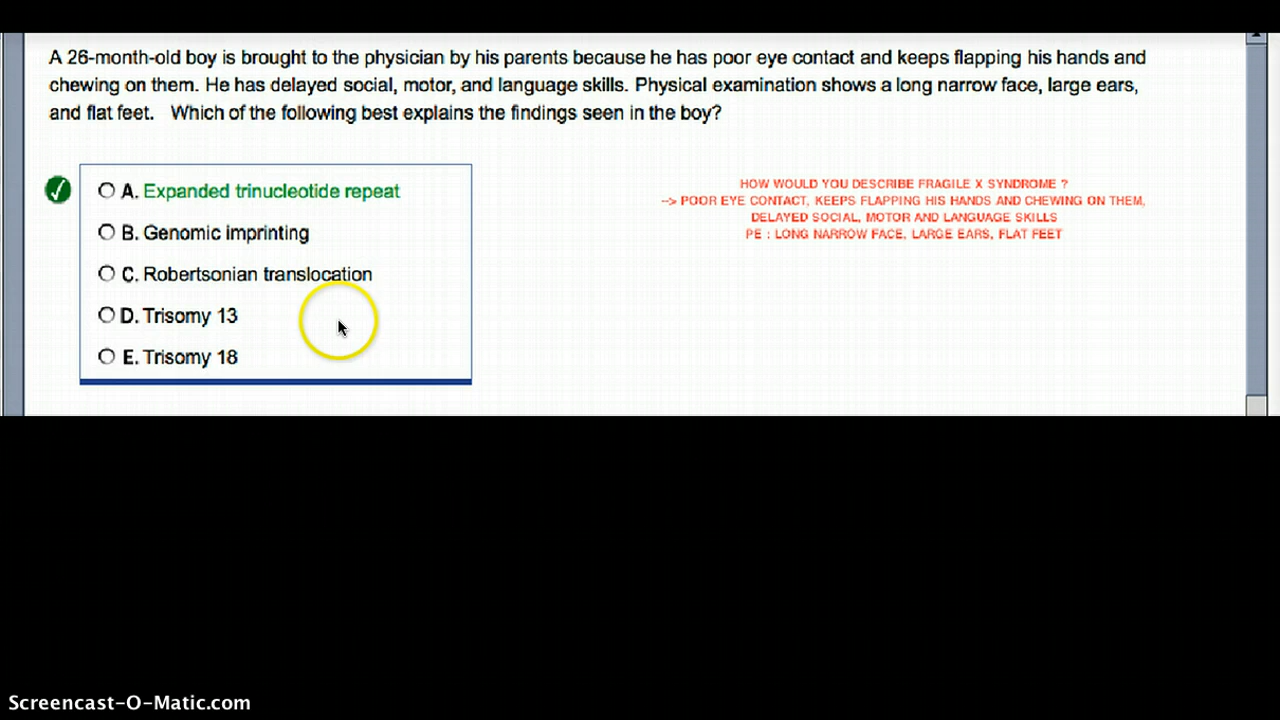 A 26-month-old boy is brought to the physician by his parents because he has poor eye contact and keeps flapping his hands and
chewing on them. He has delayed social, motor, and language skills. Physical examination shows a long narrow face, large ears,
and flat feet. Which of the following best explains the findings seen in the boy?
A. Expanded trinucleotide repeat
B. Genomic imprinting
C. Robertsonian translocation
D. Trisomy 13
E. Trisomy 18
HOW WOULD YOU DESCRIBE FRAGILE X SYNDROME ?
--> POOR EYE CONTACT, KEEPS FLAPPING HIS HANDS AND CHEWING ON THEM,
DELAYED SOCIAL, MOTOR AND LANGUAGE SKILLS
PE : LONG NARROW FACE, LARGE EARS, FLAT FEET
Screencast-O-Matic.com